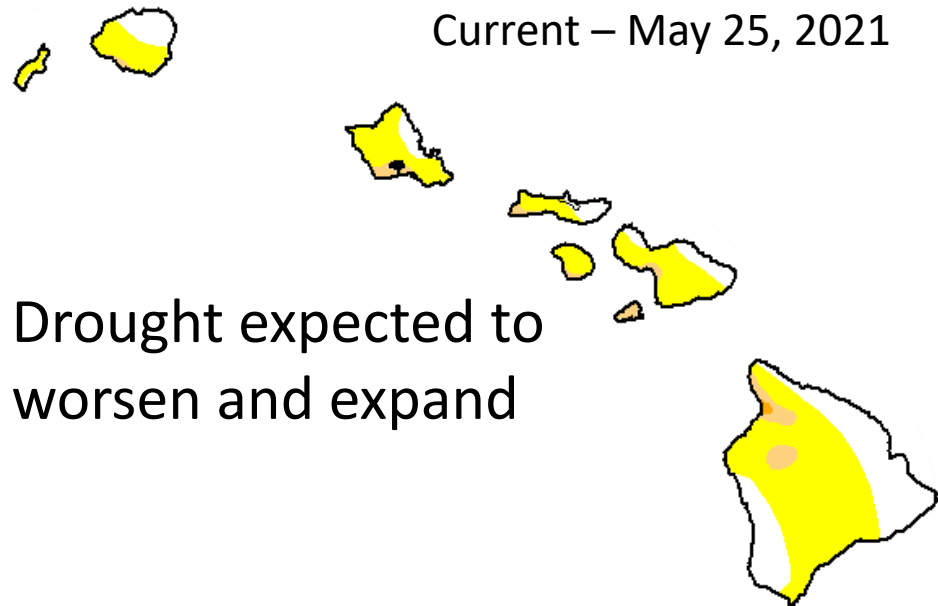 Current – May 25, 2021
Drought expected to
worsen and expand